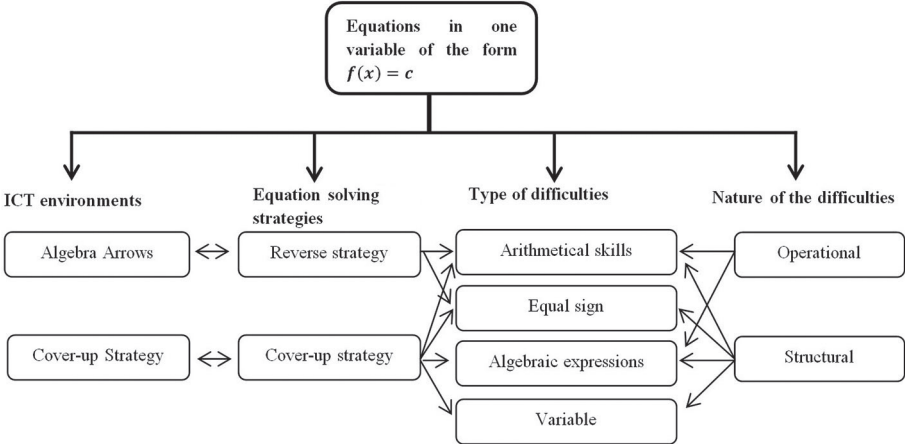 Equations in one
variable of the form
f(x) = c
ICT environments
Equation solving
strategies
Type of difficulties
Nature of the difficulties
Algebra Arrows
Reverse strategy
Arithmetical skills
Operational
Equal sign
Cover-up Strategy
Cover-up strategy
Algebraic expressions
Structural
Variable